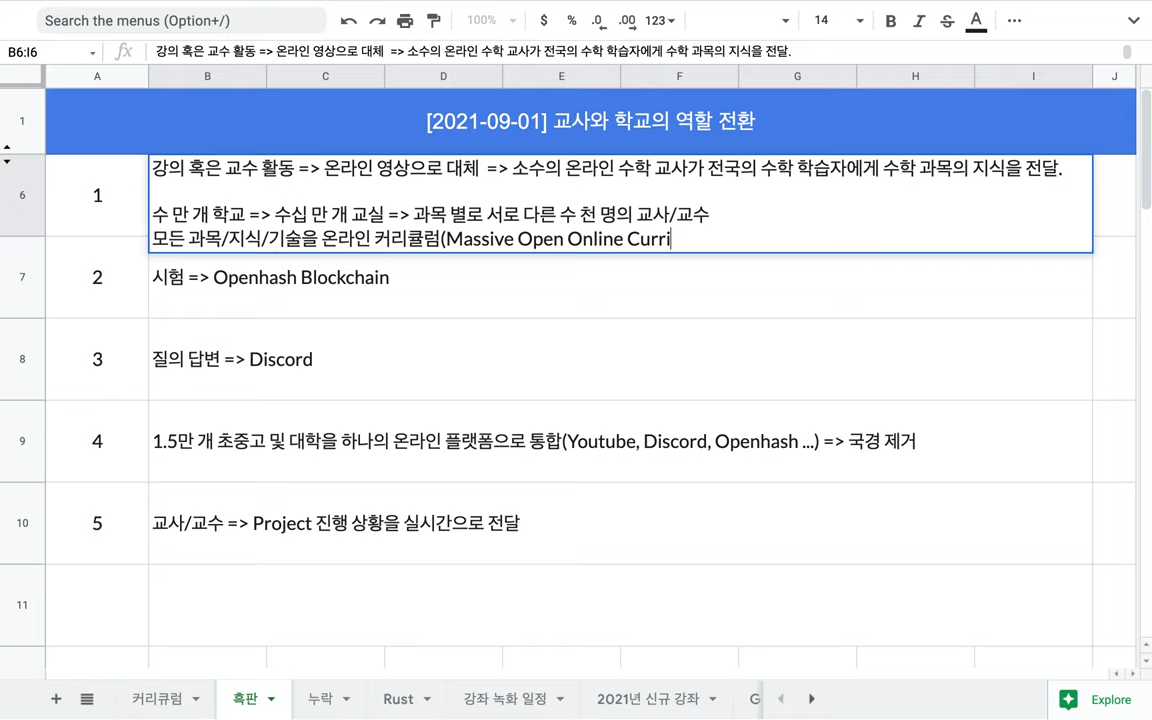 Search the menus (Option+/)
100%
$ % .0 .00 123
14
B I S A
B6:I6
fx
강의 혹은 교수 활동 => 온라인 영상으로 대체 => 소수의 온라인 수학 교사가 전국의 수학 학습자에게 수학 과목의 지식을 전달.
A B C D E F G H I J
1
[2021-09-01] 교사와 학교의 역할 전환
6
1
강의 혹은 교수 활동 => 온라인 영상으로 대체 => 소수의 온라인 수학 교사가 전국의 수학 학습자에게 수학 과목의 지식을 전달.
수 만 개 학교 => 수십 만 개 교실 => 과목 별로 서로 다른 수 천 명의 교사/교수
모든 과목/지식/기술을 온라인 커리큘럼(Massive Open Online Curri
7
2
시험 => Openhash Blockchain
8
3
질의 답변 => Discord
9
4
1.5만 개 초중고 및 대학을 하나의 온라인 플랫폼으로 통합(Youtube, Discord, Openhash ...) => 국경 제거
10
5
교사/교수 => Project 진행 상황을 실시간으로 전달
11
커리큐럼 흑판 누락 Rust 강좌 녹화 일정 2021년 신규 강좌 G
Explore